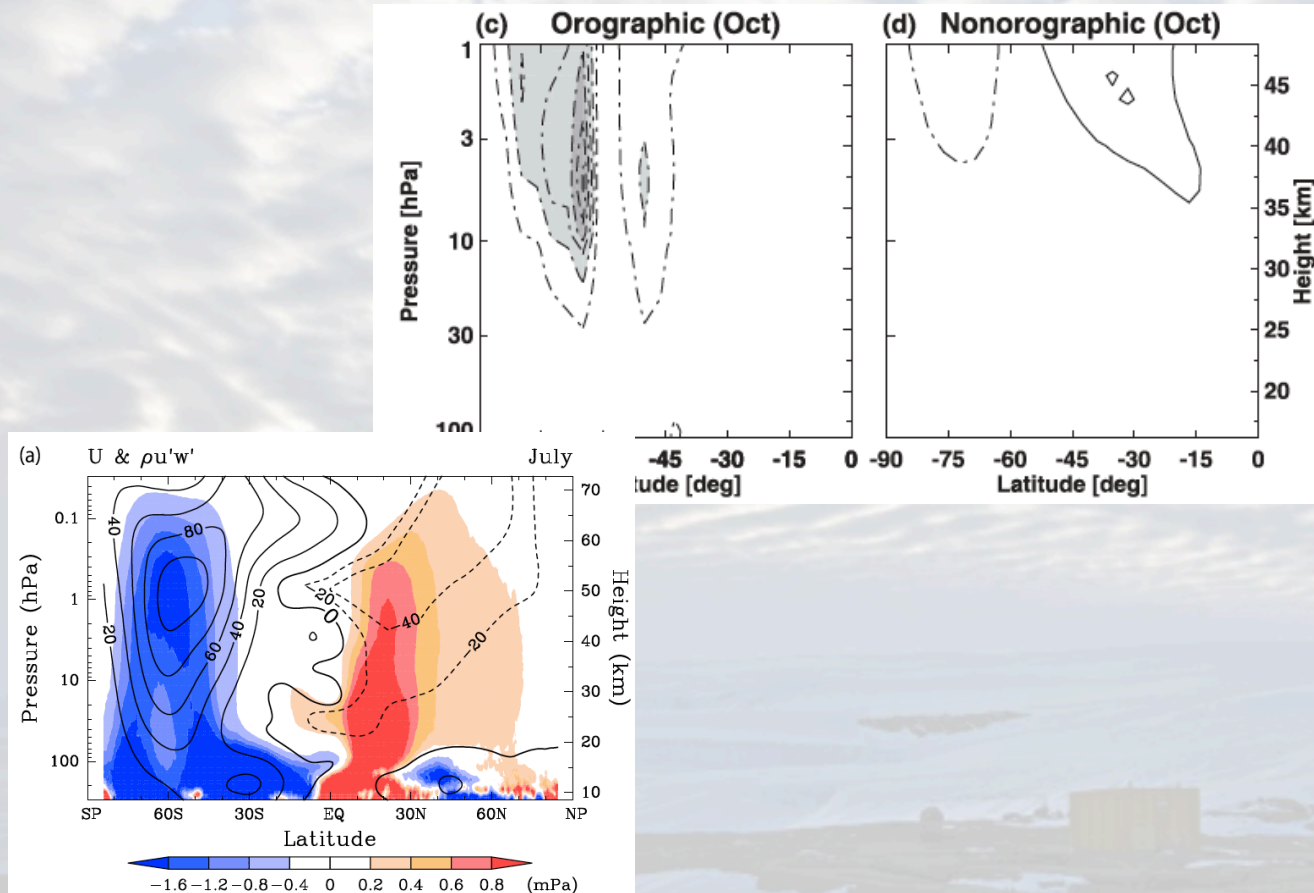 (c) Orographic (Oct)
(d) Nonorographic (Oct)
1
3
10
30
100
Pressure [hPa]
45
40
35
30
25
20
Height [km]
-45 -30 -15 0
tude [deg]
-90 -75 -60 -45 -30 -15 0
Latitude [deg]
(a) U & ρu'w' July
0.1
1
10
100
Pressure (hPa)
70
60
50
40
30
20
10
Height (km)
40
80
20
20
40
60
0
-20
-40
-20
SP 60S 30S EQ 30N 60N NP
Latitude
-1.6 -1.2 -0.8 -0.4 0 0.2 0.4 0.6 0.8 (mPa)